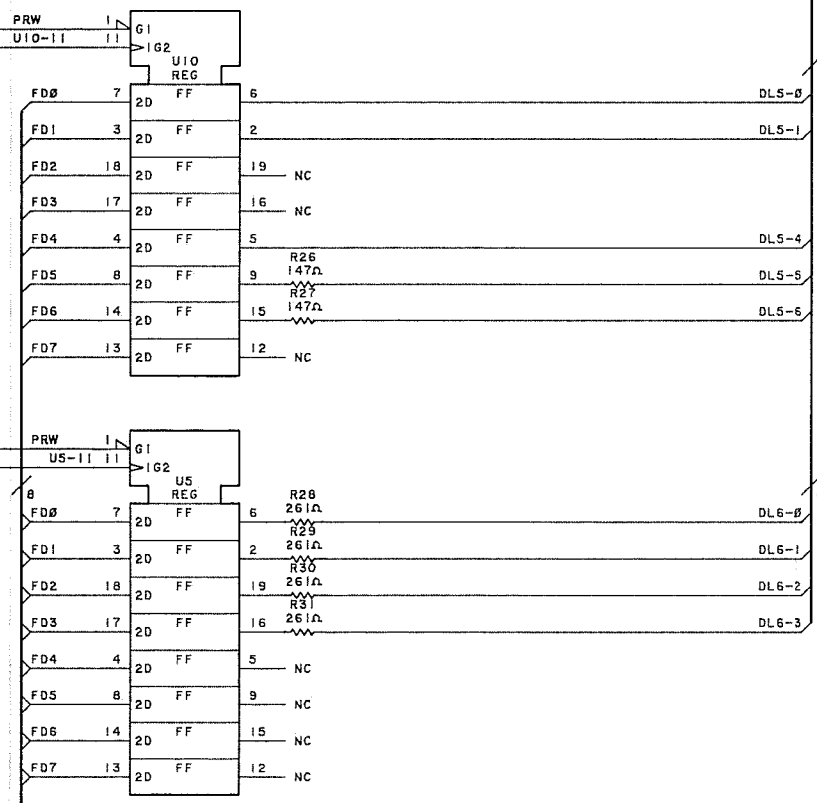 PRW 1 G1
U10-11 11 1G2
U10
REG
FDØ 7 2D FF 6 DL5-Ø
FD1 3 2D FF 2 DL5-1
FD2 18 2D FF 19 NC
FD3 17 2D FF 16 NC
FD4 4 2D FF 5 DL5-4
R26
147Ω
FD5 8 2D FF 9 DL5-5
R27
147Ω
FD6 14 2D FF 15 DL5-6
FD7 13 2D FF 12 NC
PRW 1 G1
U5-11 11 1G2
U5
REG
8
R28
261Ω
FDØ 7 2D FF 6 DL6-Ø
R29
261Ω
FD1 3 2D FF 2 DL6-1
R30
261Ω
FD2 18 2D FF 19 DL6-2
R31
261Ω
FD3 17 2D FF 16 DL6-3
FD4 4 2D FF 5 NC
FD5 8 2D FF 9 NC
FD6 14 2D FF 15 NC
FD7 13 2D FF 12 NC